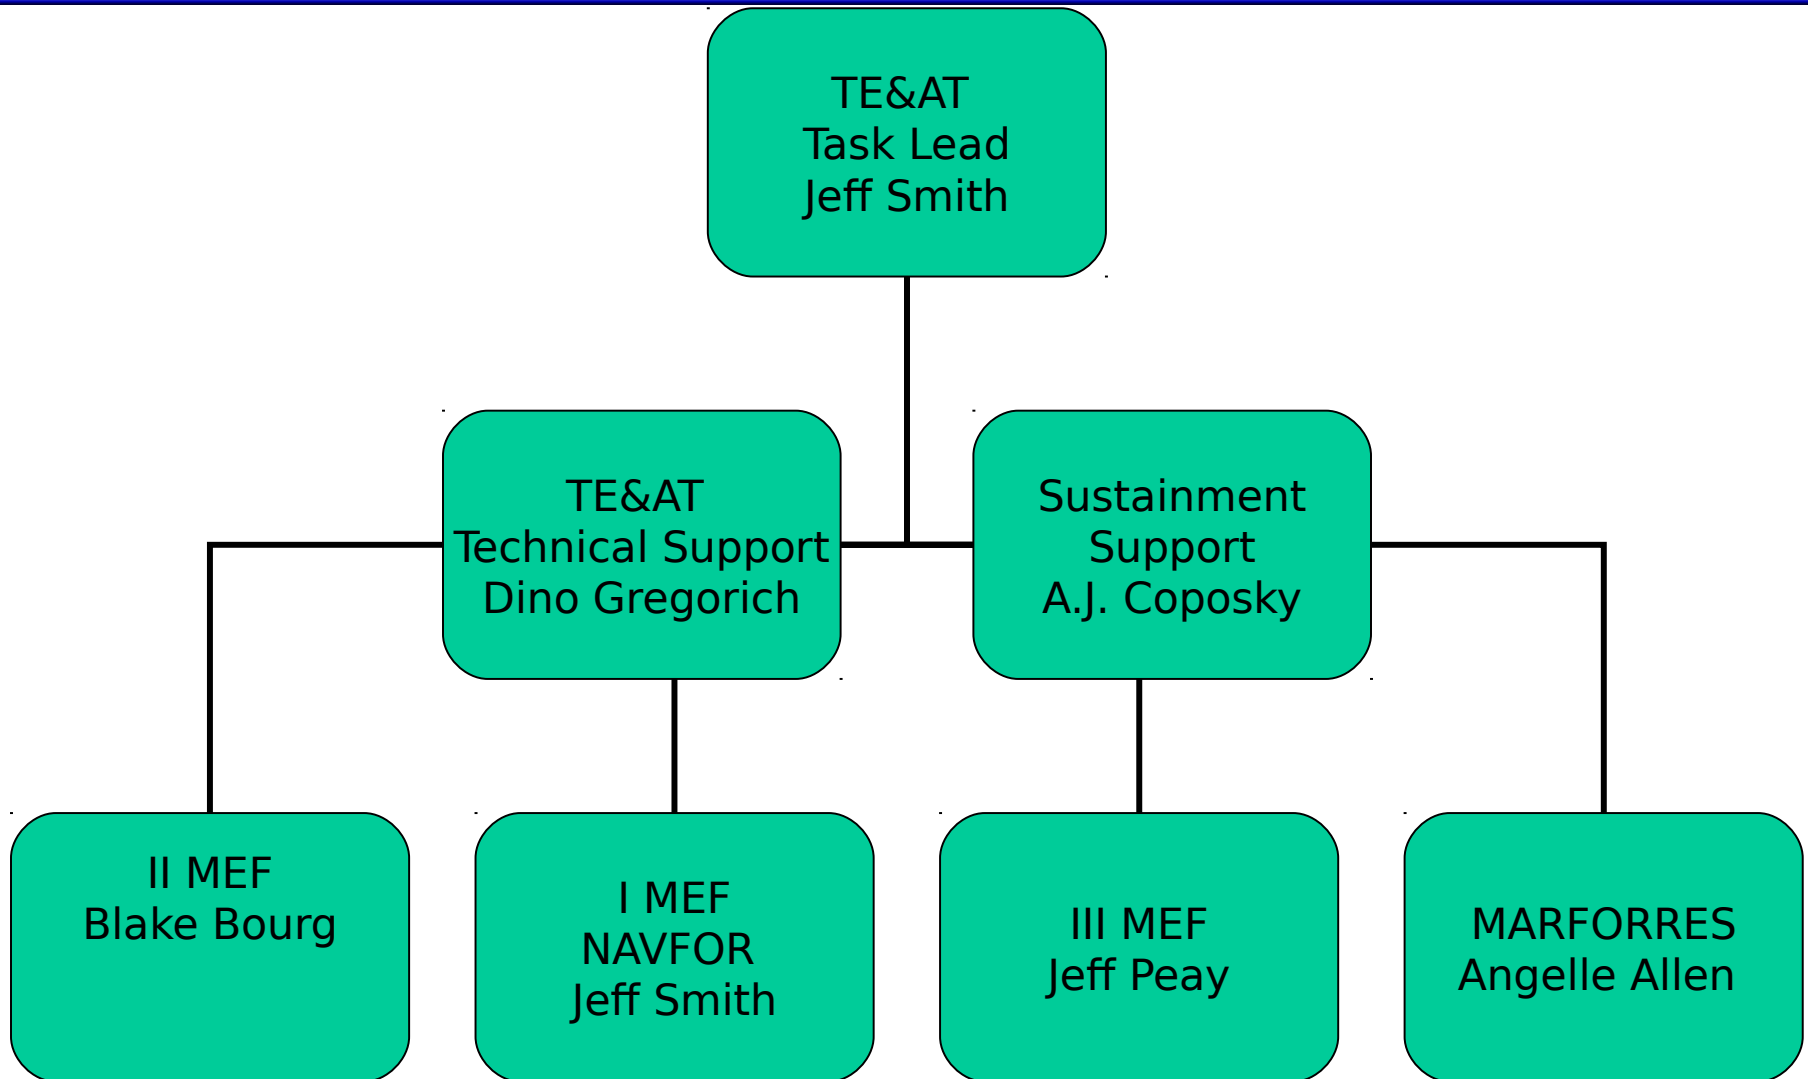 TE&AT
Task Lead
Jeff Smith
TE&AT
Technical Support
Dino Gregorich
Sustainment
Support
A.J. Coposky
II MEF
Blake Bourg
I MEF
NAVFOR
Jeff Smith
III MEF
Jeff Peay
MARFORRES
Angelle Allen